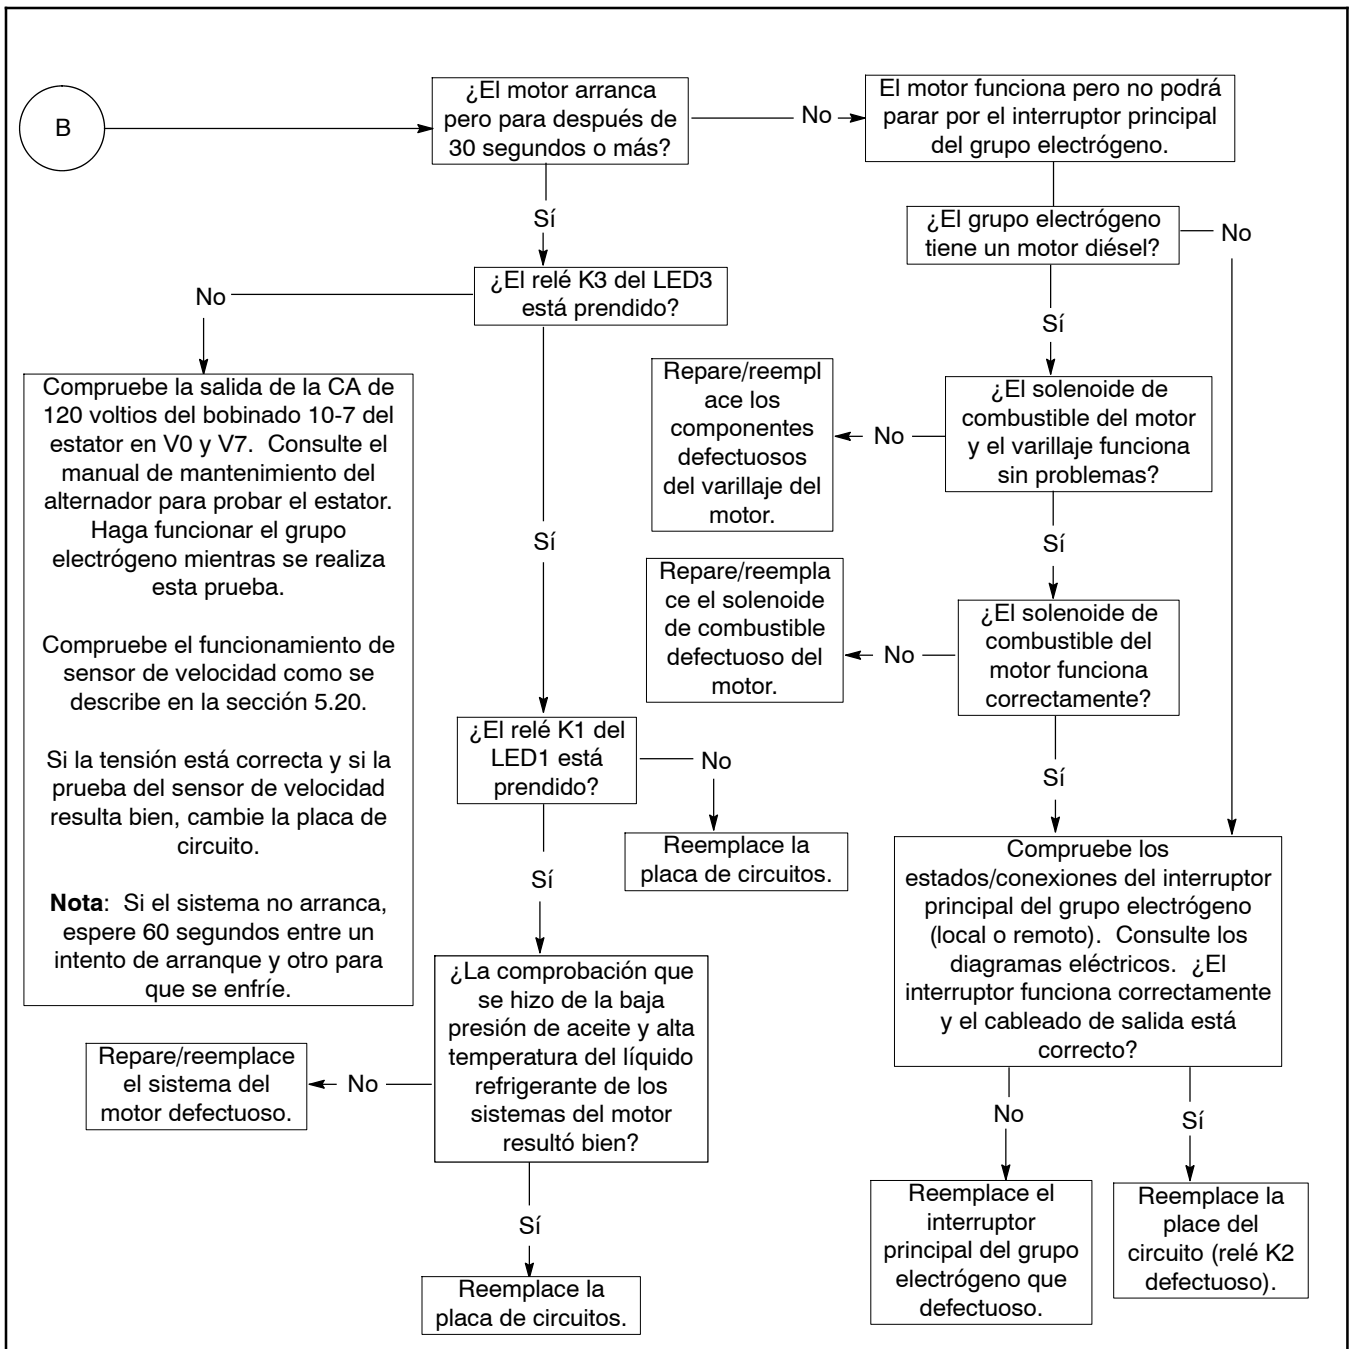 B
¿El motor arranca
pero para después de
30 segundos o más?
No
El motor funciona pero no podrá
parar por el interruptor principal
del grupo electrógeno.
Sí
¿El grupo electrógeno
tiene un motor diésel?
No
¿El relé K3 del LED3
está prendido?
No
Sí
Compruebe la salida de la CA de
120 voltios del bobinado 10-7 del
estator en V0 y V7. Consulte el
manual de mantenimiento del
alternador para probar el estator.
Haga funcionar el grupo
electrógeno mientras se realiza
esta prueba.
Compruebe el funcionamiento de
sensor de velocidad como se
describe en la sección 5.20.
Si la tensión está correcta y si la
prueba del sensor de velocidad
resulta bien, cambie la placa de
circuito.
Nota: Si el sistema no arranca,
espere 60 segundos entre un
intento de arranque y otro para
que se enfríe.
Repare/reempl
ace los
componentes
defectuosos
del varillaje del
motor.
No
¿El solenoide de
combustible del motor
y el varillaje funciona
sin problemas?
Sí
Sí
Repare/reempla
ce el solenoide
de combustible
defectuoso del
motor.
No
¿El solenoide de
combustible del
motor funciona
correctamente?
¿El relé K1 del
LED1 está
prendido?
No
Sí
Reemplace la
placa de circuitos.
Sí
Compruebe los
estados/conexiones del interruptor
principal del grupo electrógeno
(local o remoto). Consulte los
diagramas eléctricos. ¿El
interruptor funciona correctamente
y el cableado de salida está
correcto?
¿La comprobación que
se hizo de la baja
presión de aceite y alta
temperatura del líquido
refrigerante de los
sistemas del motor
resultó bien?
No
Repare/reemplace
el sistema del
motor defectuoso.
No
Sí
Sí
Reemplace la
placa de circuitos.
Reemplace el
interruptor
principal del grupo
electrógeno que
defectuoso.
Reemplace la
place del
circuito (relé K2
defectuoso).